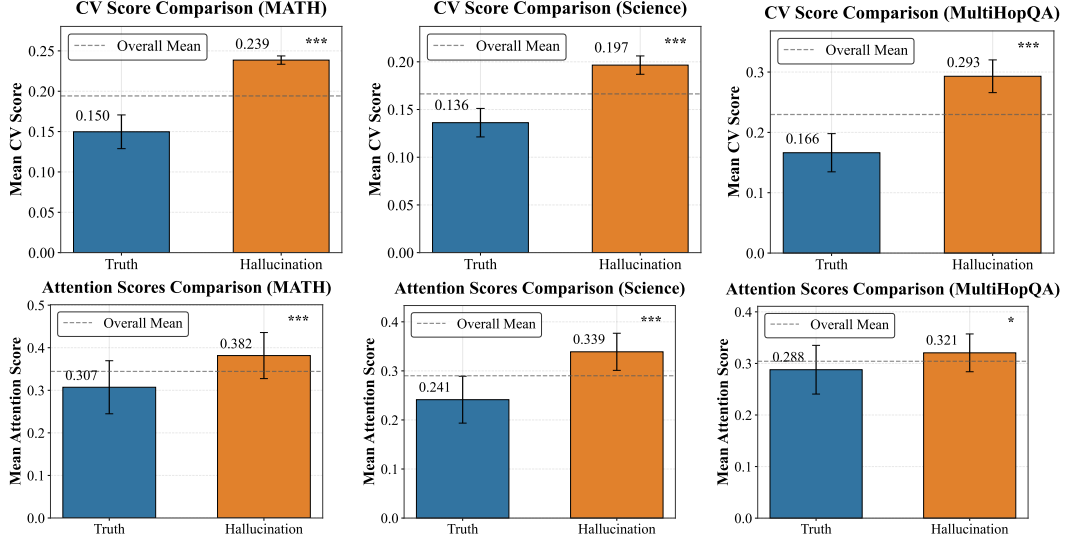 CV Score Comparison (MATH)
Mean CV Score
0.25
0.20
0.15
0.10
0.05
0.00
Overall Mean
0.150
0.239
***
Truth
Hallucination
CV Score Comparison (Science)
Mean CV Score
0.20
0.15
0.10
0.05
0.00
Overall Mean
0.136
0.197
***
Truth
Hallucination
CV Score Comparison (MultiHopQA)
Mean CV Score
0.3
0.2
0.1
0.0
Overall Mean
0.166
0.293
***
Truth
Hallucination
Attention Scores Comparison (MATH)
Mean Attention Score
0.5
0.4
0.3
0.2
0.1
0.0
Overall Mean
0.307
0.382
***
Truth
Hallucination
Attention Scores Comparison (Science)
Mean Attention Score
0.4
0.3
0.2
0.1
0.0
Overall Mean
0.241
0.339
***
Truth
Hallucination
Attention Scores Comparison (MultiHopQA)
Mean Attention Score
0.4
0.3
0.2
0.1
0.0
Overall Mean
0.288
0.321
*
Truth
Hallucination